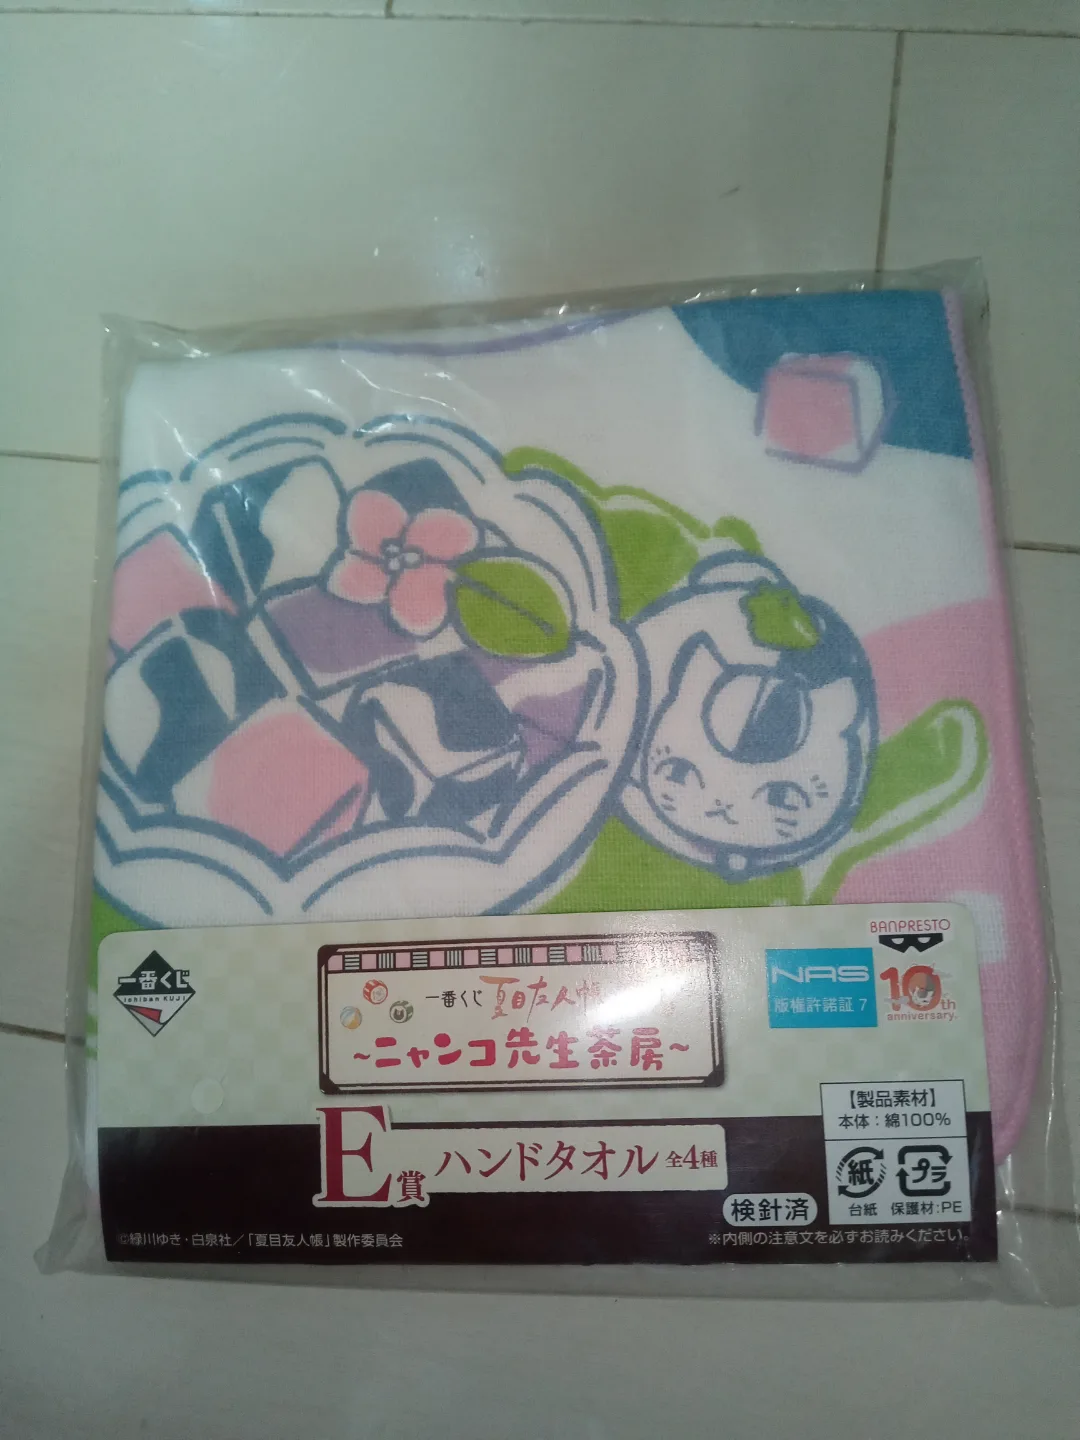 一番くじ
Ichiban KUJI
一番くじ 夏目友人帳
～ニャンコ先生茶房～
NAS
版権許諾証 7
BANPRESTO
10th
anniversary.
E賞 ハンドタオル 全4種
【製品素材】
本体：綿100%
紙
プラ
台紙 保護材:PE
検針済
©緑川ゆき・白泉社／「夏目友人帳」製作委員会
※内側の注意文を必ずお読みください。